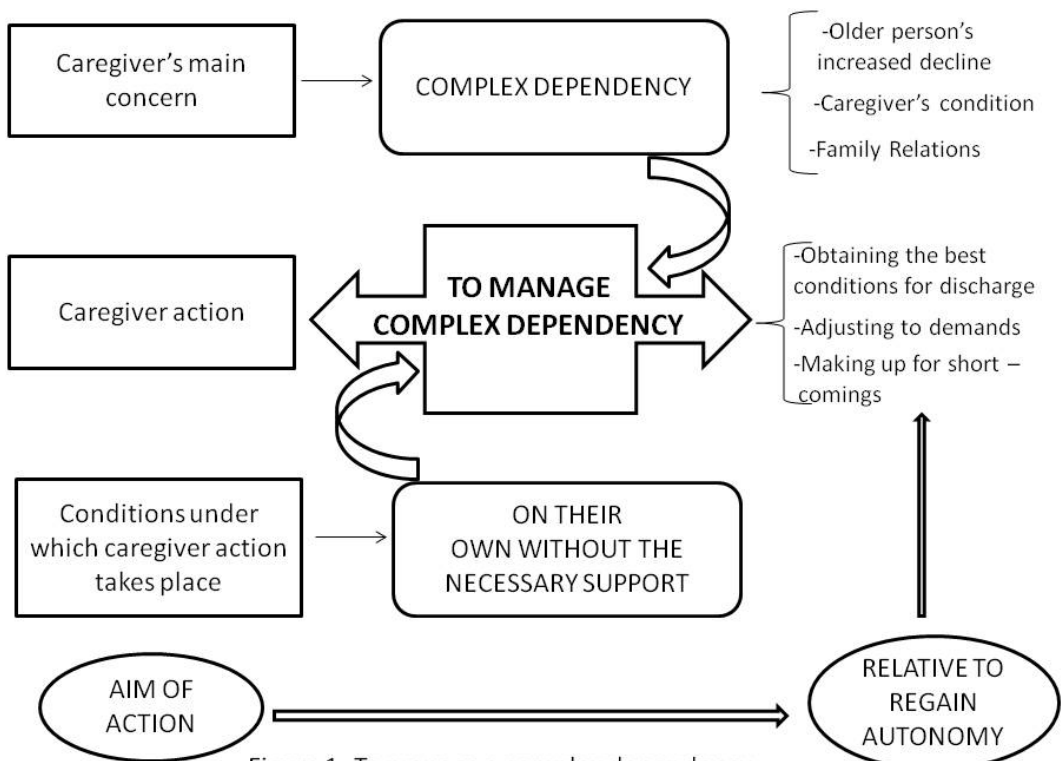 Caregiver's main
concern
COMPLEX DEPENDENCY
-Older person's
increased decline
-Caregiver's condition
-Family Relations
Caregiver action
TO MANAGE
COMPLEX DEPENDENCY
-Obtaining the best
conditions for discharge
-Adjusting to demands
-Making up for short –
comings
Conditions under
which caregiver action
takes place
ON THEIR
OWN WITHOUT THE
NECESSARY SUPPORT
AIM OF
ACTION
RELATIVE TO
REGAIN
AUTONOMY